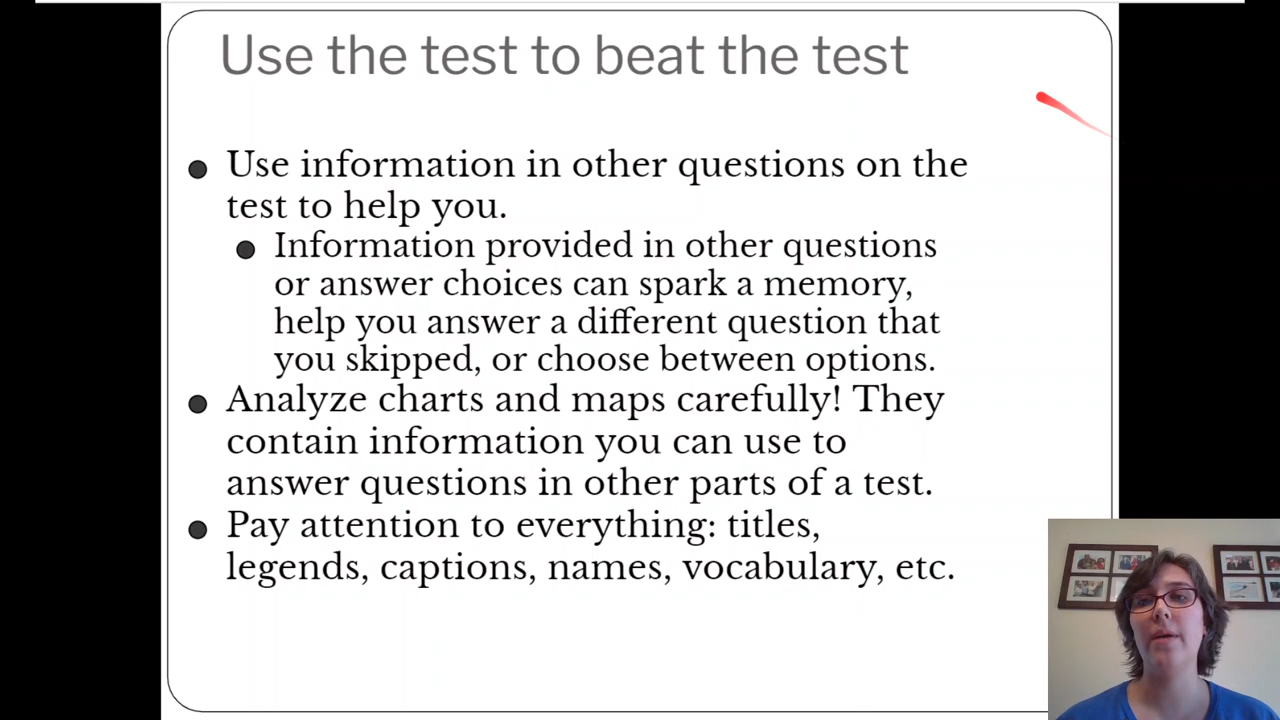 Use the test to beat the test
Use information in other questions on the
test to help you.
Information provided in other questions
or answer choices can spark a memory,
help you answer a different question that
you skipped, or choose between options.
Analyze charts and maps carefully! They
contain information you can use to
answer questions in other parts of a test.
Pay attention to everything: titles,
legends, captions, names, vocabulary, etc.